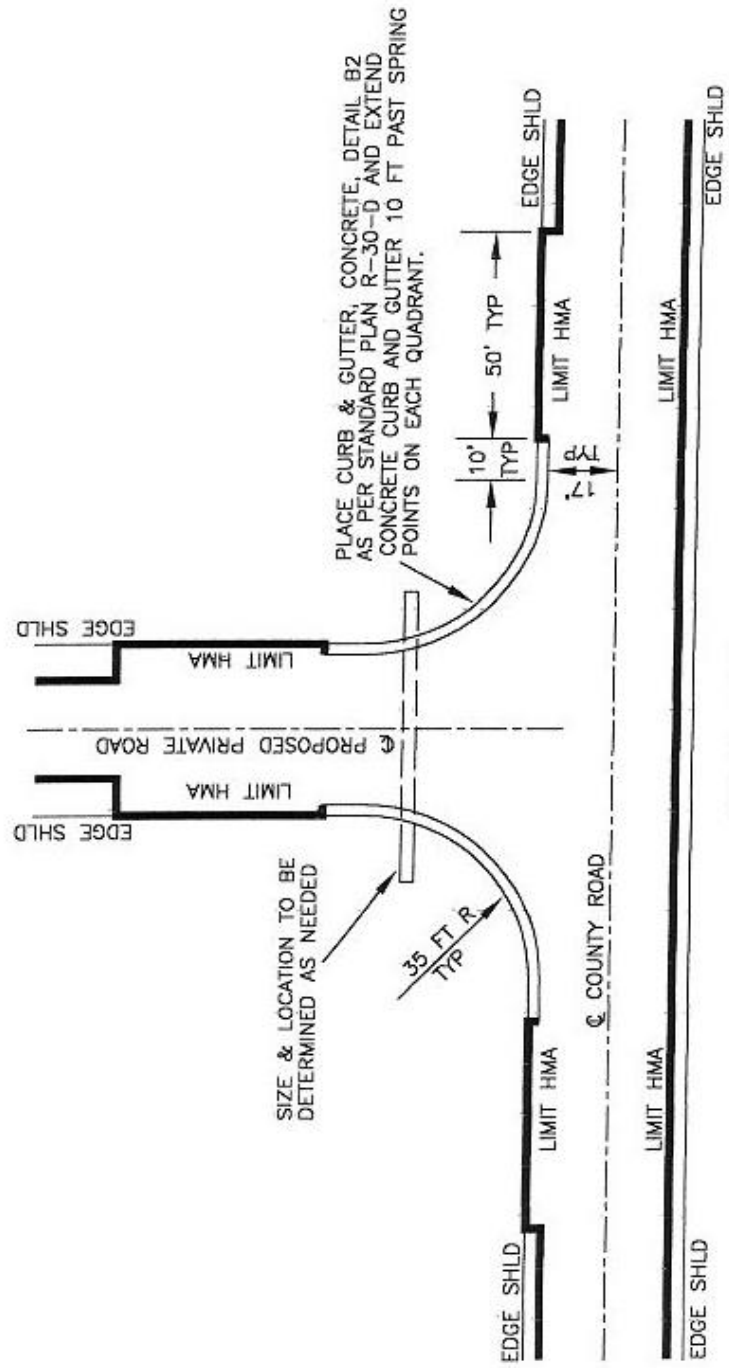 PLACE CURB & GUTTER, CONCRETE, DETAIL B2
AS PER STANDARD PLAN R-30-D AND EXTEND
CONCRETE CURB AND GUTTER 10 FT PAST SPRING
POINTS ON EACH QUADRANT.
EDGE SHLD
EDGE SHLD
LIMIT HMA
LIMIT HMA
℄ PROPOSED PRIVATE ROAD
SIZE & LOCATION TO BE
DETERMINED AS NEEDED
35 FT R
TYP
10'
TYP
50' TYP
17'
TYP
EDGE SHLD
LIMIT HMA
LIMIT HMA
EDGE SHLD
℄ COUNTY ROAD
LIMIT HMA
LIMIT HMA
EDGE SHLD
EDGE SHLD